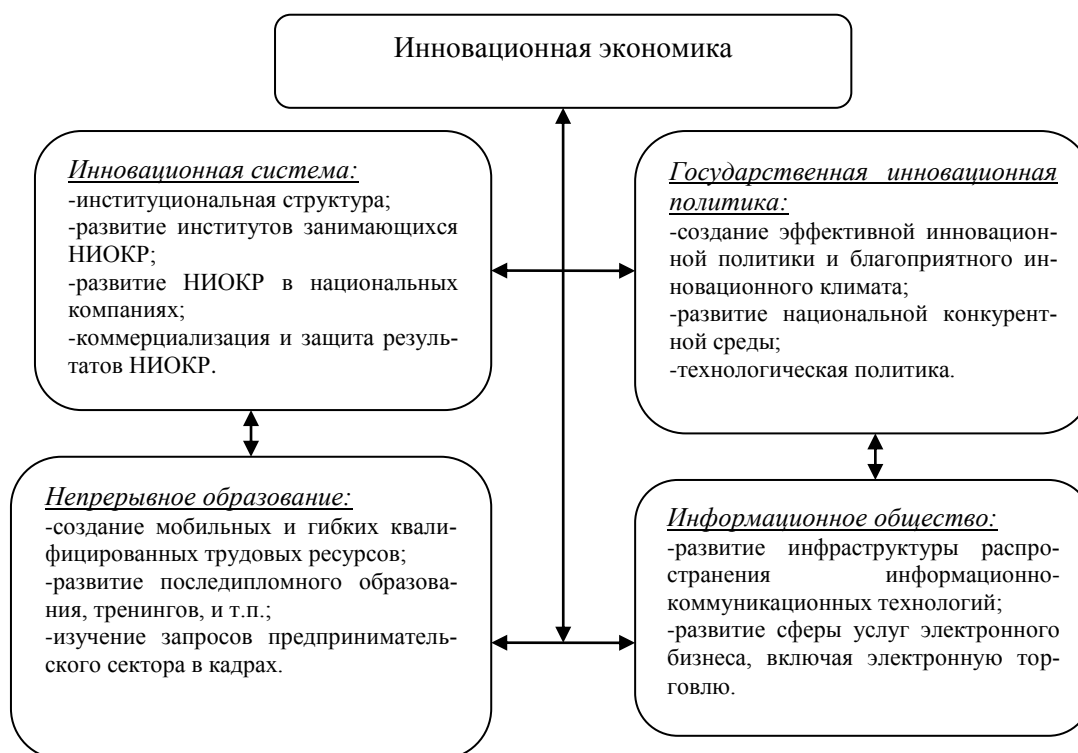 Инновационная экономика
Инновационная система:
-институциональная структура;
-развитие институтов занимающихся
НИОКР;
-развитие НИОКР в национальных
компаниях;
-коммерциализация и защита резуль-
татов НИОКР.
Государственная инновационная
политика:
-создание эффективной инновацион-
ной политики и благоприятного ин-
новационного климата;
-развитие национальной конкурент-
ной среды;
-технологическая политика.
Непрерывное образование:
-создание мобильных и гибких квали-
фицированных трудовых ресурсов;
-развитие последипломного образова-
ния, тренингов, и т.п.;
-изучение запросов предприниматель-
ского сектора в кадрах.
Информационное общество:
-развитие инфраструктуры распро-
странения информационно-
коммуникационных технологий;
-развитие сферы услуг электронного
бизнеса, включая электронную тор-
говлю.